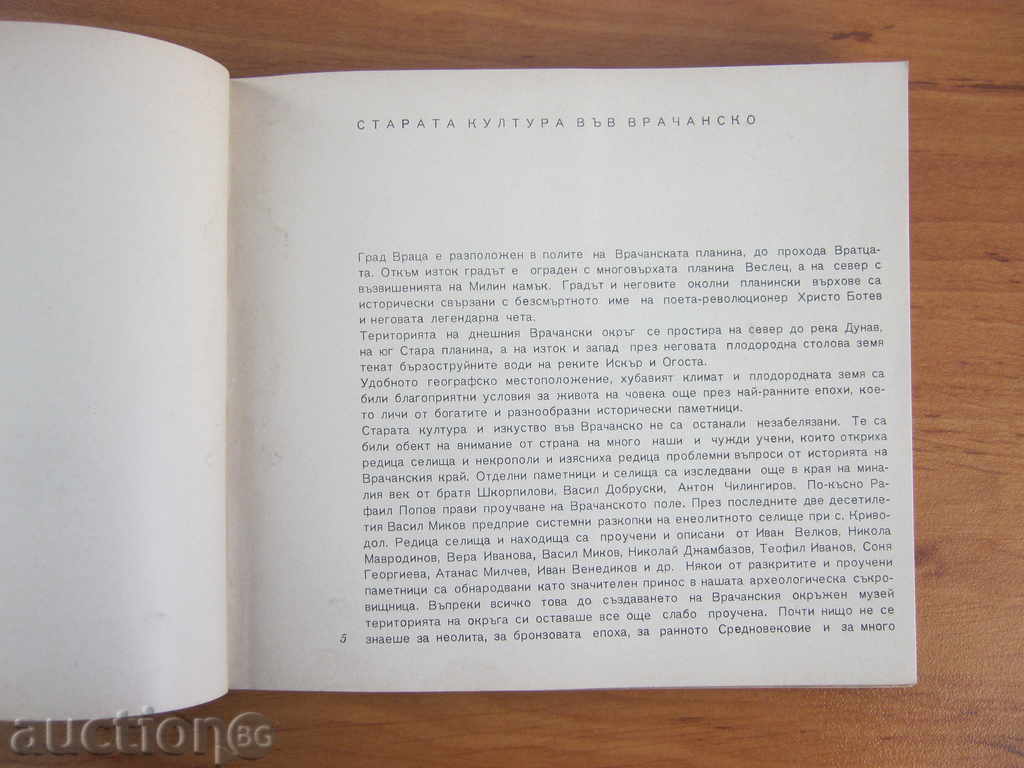 СТАРАТА КУЛТУРА ВЪВ ВРАЧАНСКО
Град Враца е разположен в полите на Врачанската планина, до прохода Вратца-
та. Откъм изток градът е ограден с многовърхата планина Веслец, а на север с
възвишенията на Милин камък. Градът и неговите околни планински върхове са
исторически свързани с безсмъртното име на поета-революционер Христо Ботев
и неговата легендарна чета.
Територията на днешния Врачански окръг се простира на север до река Дунав,
на юг Стара планина, а на изток и запад през неговата плодородна столова земя
текат бързоструйните води на реките Искър и Огоста.
Удобното географско местоположение, хубавият климат и плодородната земя са
били благоприятни условия за живота на човека още през най-ранните епохи, кое-
то личи от богатите и разнообразни исторически паметници.
Старата култура и изкуство във Врачанско не са останали незабелязани. Те са
били обект на внимание от страна на много наши и чужди учени, които откриха
редица селища и некрополи и изясниха редица проблемни въпроси от историята на
Врачанския край. Отделни паметници и селища са изследвани още в края на мина-
лия век от братя Шкорпилови, Васил Добруски, Антон Чилингиров. По-късно Ра-
фаил Попов прави проучване на Врачанското поле. През последните две десетиле-
тия Васил Миков предприе системни разкопки на енеолитното селище при с. Криво-
дол. Редица селища и находища са проучени и описани от Иван Велков, Никола
Мавродинов, Вера Иванова, Васил Миков, Николай Джамбазов, Теофил Иванов, Соня
Георгиева, Атанас Милчев, Иван Венедиков и др. Някои от разкритите и проучени
паметници са обнародвани като значителен принос в нашата археологическа съкро-
вищница. Въпреки всичко това до създаването на Врачанския окръжен музей
територията на окръга си оставаше все още слабо проучена. Почти нищо не се
5 знаеше за неолита, за бронзовата епоха, за ранното Средновековие и за много
auction BG